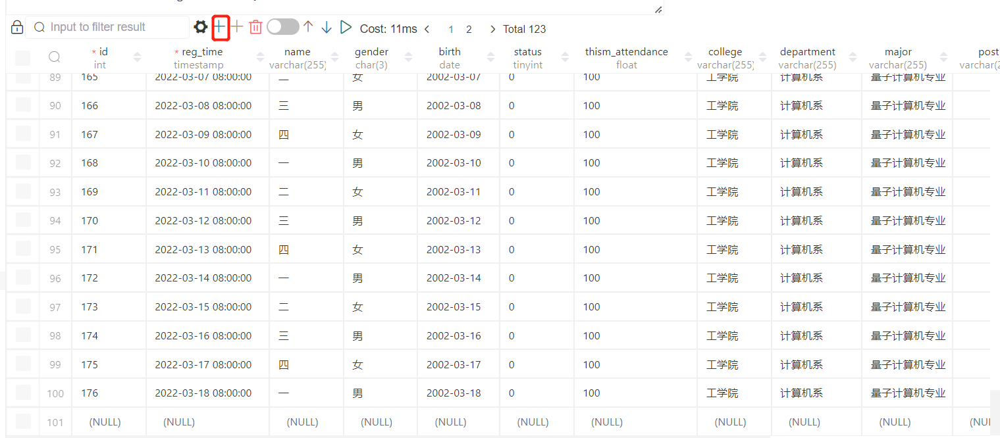 Input to filter result Cost: 11ms 1 2 Total 123
* id * reg_time name gender birth status thism_attendance college department major post
int timestamp varchar(255) char(3) date tinyint float varchar(255) varchar(255) varchar(255)
89 165 2022-03-07 08:00:00 二 女 2002-03-07 0 100 工学院 计算机系 量子计算机专业
90 166 2022-03-08 08:00:00 三 男 2002-03-08 0 100 工学院 计算机系 量子计算机专业
91 167 2022-03-09 08:00:00 四 女 2002-03-09 0 100 工学院 计算机系 量子计算机专业
92 168 2022-03-10 08:00:00 一 男 2002-03-10 0 100 工学院 计算机系 量子计算机专业
93 169 2022-03-11 08:00:00 二 女 2002-03-11 0 100 工学院 计算机系 量子计算机专业
94 170 2022-03-12 08:00:00 三 男 2002-03-12 0 100 工学院 计算机系 量子计算机专业
95 171 2022-03-13 08:00:00 四 女 2002-03-13 0 100 工学院 计算机系 量子计算机专业
96 172 2022-03-14 08:00:00 一 男 2002-03-14 0 100 工学院 计算机系 量子计算机专业
97 173 2022-03-15 08:00:00 二 女 2002-03-15 0 100 工学院 计算机系 量子计算机专业
98 174 2022-03-16 08:00:00 三 男 2002-03-16 0 100 工学院 计算机系 量子计算机专业
99 175 2022-03-17 08:00:00 四 女 2002-03-17 0 100 工学院 计算机系 量子计算机专业
100 176 2022-03-18 08:00:00 一 男 2002-03-18 0 100 工学院 计算机系 量子计算机专业
101 (NULL) (NULL) (NULL) (NULL) (NULL) (NULL) (NULL) (NULL) (NULL) (NULL)